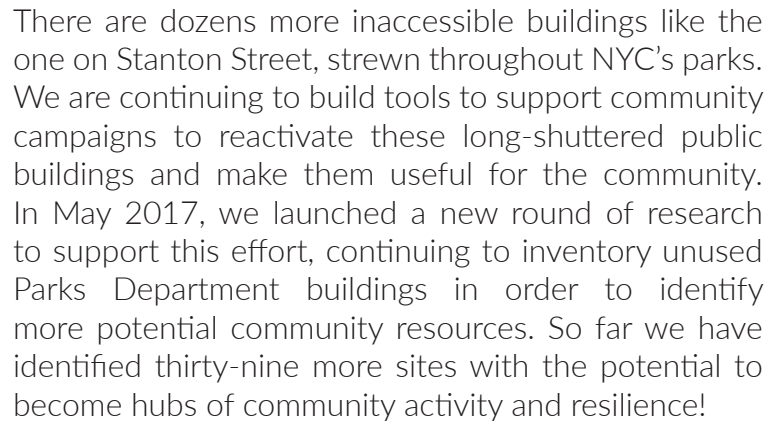 There are dozens more inaccessible buildings like the
one on Stanton Street, strewn throughout NYC’s parks.
We are continuing to build tools to support community
campaigns to reactivate these long-shuttered public
buildings and make them useful for the community.
In May 2017, we launched a new round of research
to support this effort, continuing to inventory unused
Parks Department buildings in order to identify
more potential community resources. So far we have
identified thirty-nine more sites with the potential to
become hubs of community activity and resilience!